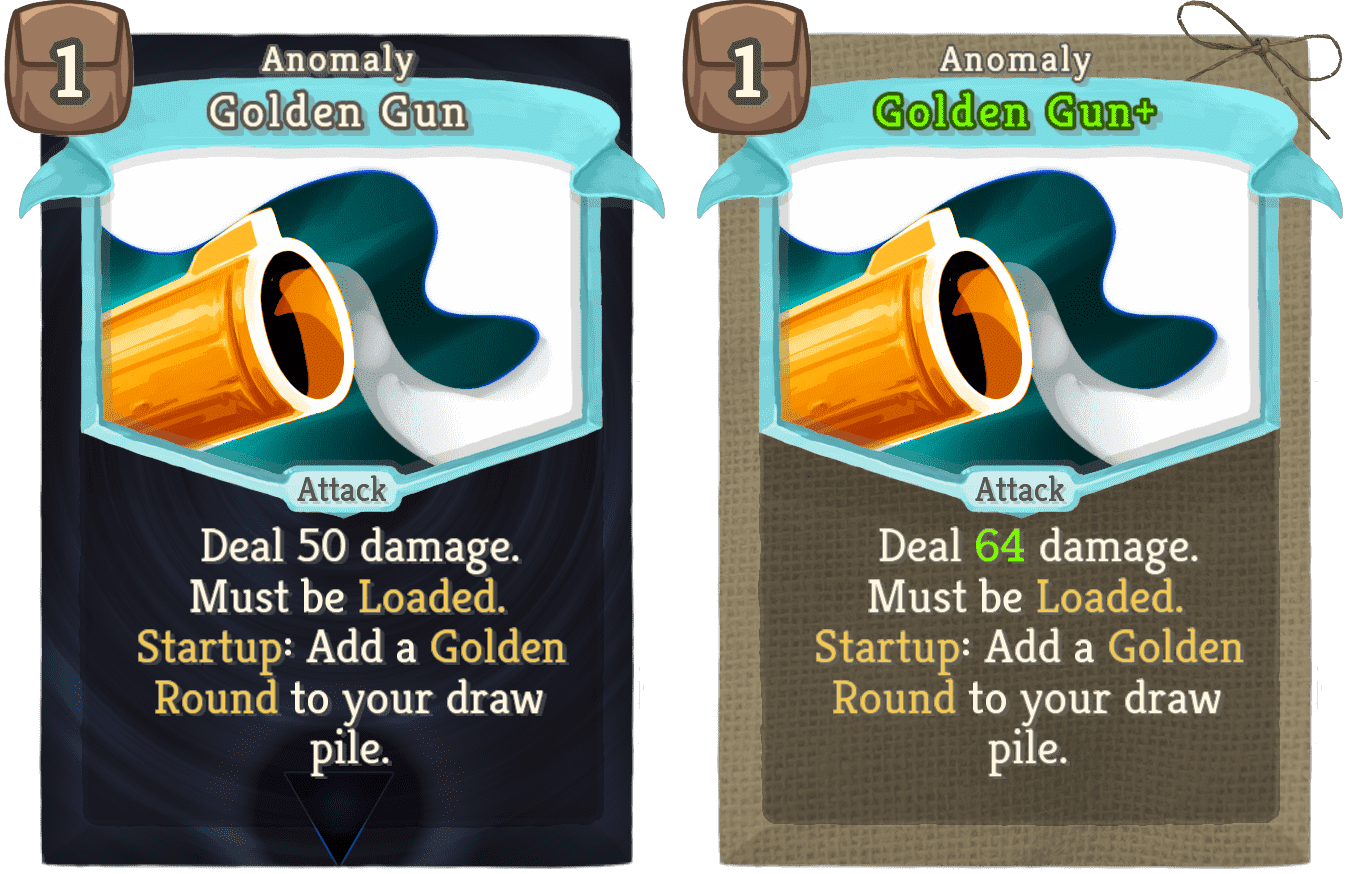 1
Anomaly
Golden Gun
Attack
Deal 50 damage.
Must be Loaded.
Startup: Add a Golden
Round to your draw
pile.
1
Anomaly
Golden Gun+
Attack
Deal 64 damage.
Must be Loaded.
Startup: Add a Golden
Round to your draw
pile.